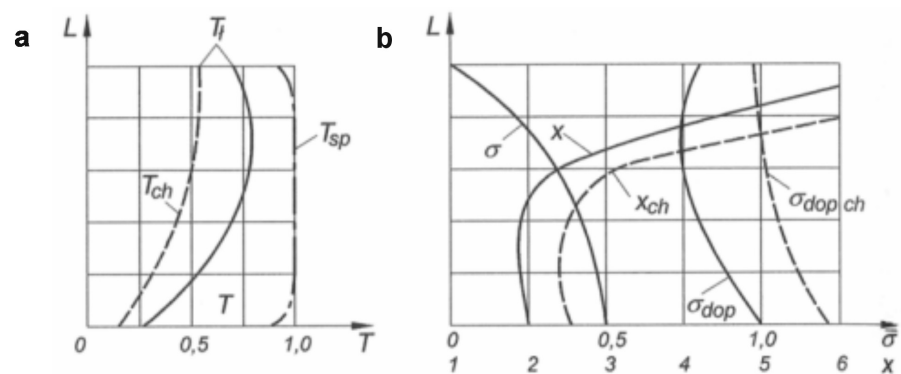 a
L
T_f
T_sp
T_ch
T
0
0,5
1,0
T
b
L
σ
x
x_ch
σ_dop ch
σ_dop
0
0,5
1,0
σ̄
1
2
3
4
5
6
x